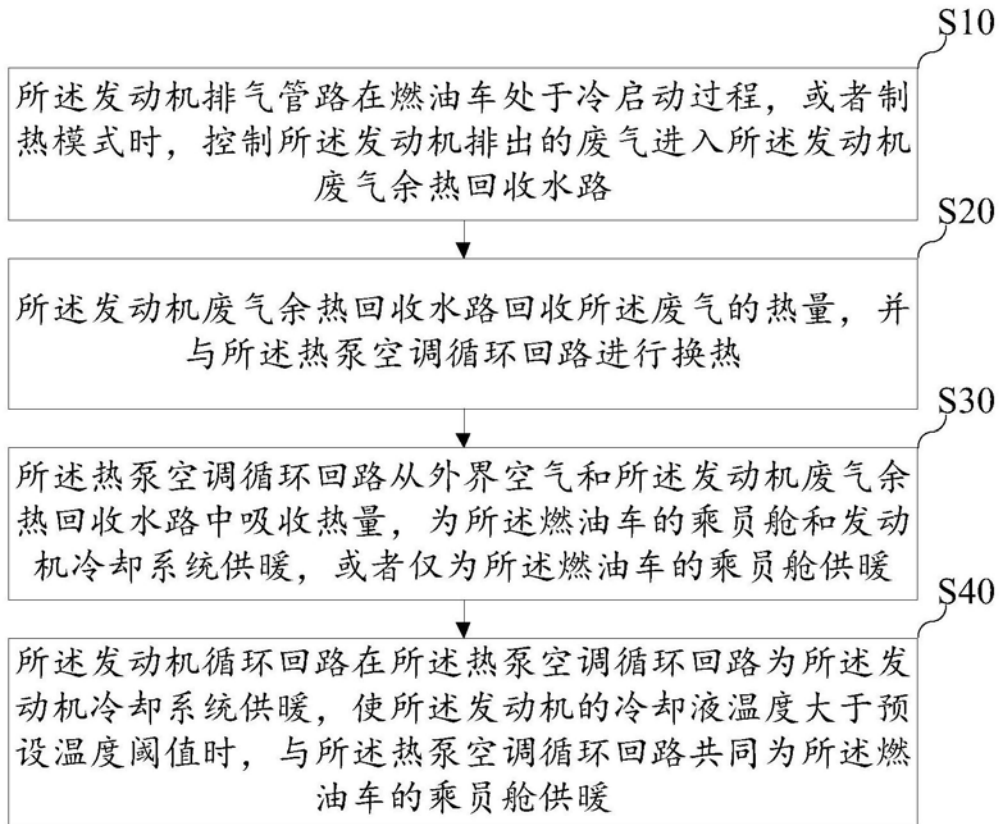 S10
所述发动机排气管路在燃油车处于冷启动过程，或者制
热模式时，控制所述发动机排出的废气进入所述发动机
废气余热回收水路
S20
所述发动机废气余热回收水路回收所述废气的热量，并
与所述热泵空调循环回路进行换热
S30
所述热泵空调循环回路从外界空气和所述发动机废气余
热回收水路中吸收热量，为所述燃油车的乘员舱和发动
机冷却系统供暖，或者仅为所述燃油车的乘员舱供暖
S40
所述发动机循环回路在所述热泵空调循环回路为所述发
动机冷却系统供暖，使所述发动机的冷却液温度大于预
设温度阈值时，与所述热泵空调循环回路共同为所述燃
油车的乘员舱供暖